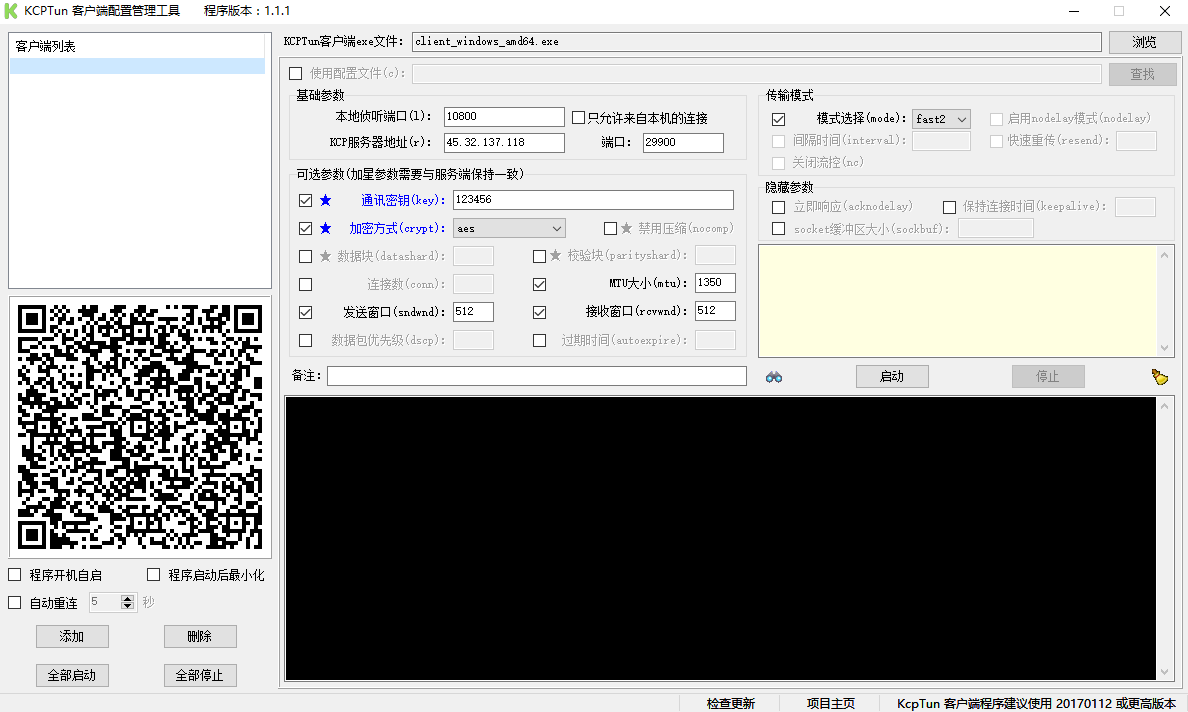 KCPTun 客户端配置管理工具 程序版本：1.1.1
客户端列表
KCPTun客户端exe文件: client_windows_amd64.exe 浏览
使用配置文件(c): 查找
基础参数
本地侦听端口(l): 10800 只允许来自本机的连接
KCP服务器地址(r): 45.32.137.118 端口: 29900
传输模式
模式选择(mode): fast2 启用nodelay模式(nodelay)
间隔时间(interval): 快速重传(resend):
关闭流控(nc)
可选参数(加星参数需要与服务端保持一致)
★ 通讯密钥(key): 123456
★ 加密方式(crypt): aes ★ 禁用压缩(nocomp)
★ 数据块(datashard): ★ 校验块(parityshard):
连接数(conn): MTU大小(mtu): 1350
发送窗口(sndwnd): 512 接收窗口(rcvwnd): 512
数据包优先级(dscp): 过期时间(autoexpire):
隐藏参数
立即响应(acknodelay) 保持连接时间(keepalive):
socket缓冲区大小(sockbuf):
备注: 启动 停止
程序开机自启 程序启动后最小化
自动重连 5 秒
添加 删除
全部启动 全部停止
检查更新 项目主页 KcpTun 客户端程序建议使用 20170112 或更高版本